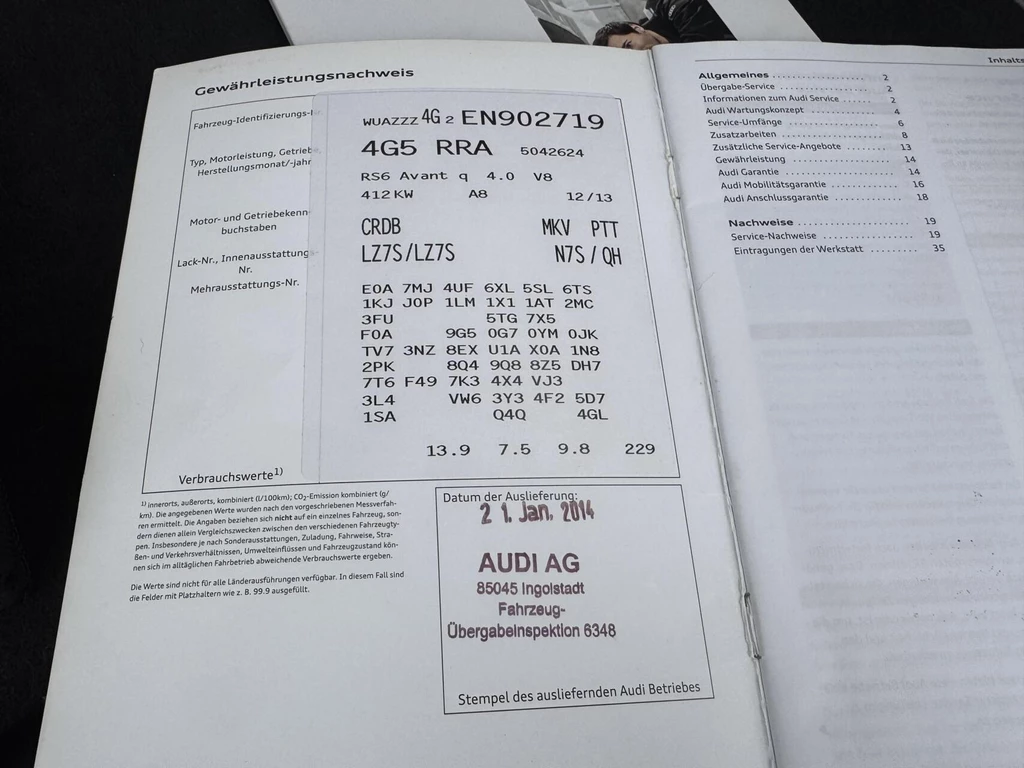 Gewährleistungsnachweis
Fahrzeug-Identifizierungs-
WUAZZZ 4G 2 EN902719
4G5 RRA 5042624
Typ, Motorleistung, Getrieb
Herstellungsmonat/-jahr
RS6 Avant q 4.0 V8
412 KW A8 12/13
Motor- und Getriebekenn
buchstaben
CRDB MKV PTT
Lack-Nr., Innenausstattung
Nr.
LZ7S/LZ7S N7S / QH
Mehrausstattungs-Nr.
E0A 7MJ 4UF 6XL 5SL 6TS
1KJ J0P 1LM 1X1 1AT 2MC
3FU 5TG 7X5
F0A 9G5 0G7 0YM 0JK
TV7 3NZ 8EX U1A X0A 1N8
2PK 8Q4 9Q8 8Z5 DH7
7T6 F49 7K3 4X4 VJ3
3L4 VW6 3Y3 4F2 5D7
1SA Q4Q 4GL
Verbrauchswerte1)
13.9 7.5 9.8 229
1) Innerorts, außerorts, kombiniert (l/100km); CO2-Emission kombiniert (g/
km). Die angegebenen Werte wurden nach den vorgeschriebenen Messverfah-
ren ermittelt. Die Angaben beziehen sich nicht auf ein einzelnes Fahrzeug, son-
dern dienen allein Vergleichszwecken zwischen den verschiedenen Fahrzeugty-
pen. Insbesondere je nach Sonderausstattungen, Zuladung, Fahrweise, Stra-
ßen- und Verkehrsverhältnissen, Umwelteinflüssen und Fahrzeugzustand kön-
nen sich im alltäglichen Fahrbetrieb abweichende Verbrauchswerte ergeben.
Die Werte sind nicht für alle Länderausführungen verfügbar. In diesem Fall sind
die Felder mit Platzhaltern wie z. B. 99.9 ausgefüllt.
Datum der Auslieferung:
21. Jan. 2014
AUDI AG
85045 Ingolstadt
Fahrzeug-
Übergabeinspektion 6348
Stempel des ausliefernden Audi Betriebes
Inhalts
Allgemeines .................... 2
Übergabe-Service .................... 2
Informationen zum Audi Service .......... 2
Audi Wartungskonzept .................... 4
Service-Umfänge .................... 6
Zusatzarbeiten .................... 8
Zusätzliche Service-Angebote .......... 13
Gewährleistung .................... 14
Audi Garantie .................... 14
Audi Mobilitätsgarantie .................... 16
Audi Anschlussgarantie .................... 18
Nachweise .................... 19
Service-Nachweise .................... 19
Eintragungen der Werkstatt .......... 35